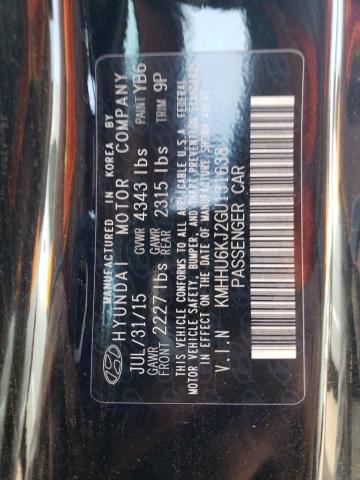 MANUFACTURED IN KOREA BY
HYUNDAI MOTOR COMPANY
JUL/31/15 GVWR 4343 lbs PAINT YB6
GAWR FRONT 2227 lbs GAWR REAR 2315 lbs TRIM 9P
THIS VEHICLE CONFORMS TO ALL APPLICABLE U.S.A. FEDERAL
MOTOR VEHICLE SAFETY, BUMPER, AND THEFT PREVENTION STANDARDS
IN EFFECT ON THE DATE OF MANUFACTURE SHOWN ABOVE.
V.I.N
PASSENGER CAR